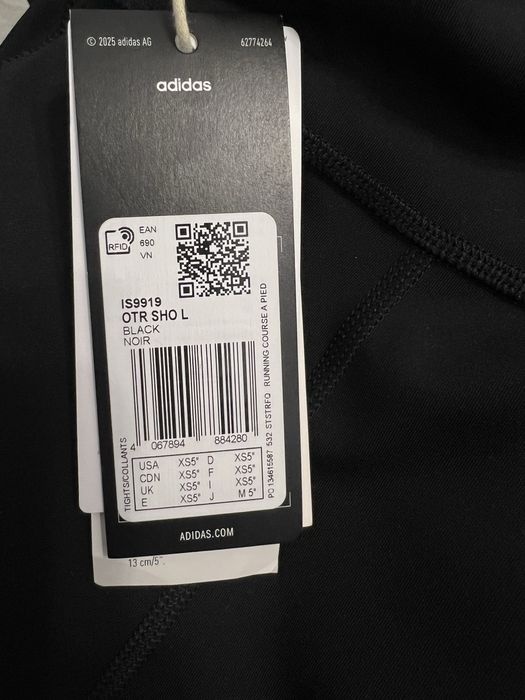 © 2025 adidas AG
62774264
adidas
RFID
EAN
690
VN
IS9919
OTR SHO L
BLACK
NOIR
4 067894 884280
TIGHTS/COLLANTS
USA XS5" D XS5"
CDN XS5" F XS5"
UK XS5" I XS5"
E XS5" J M 5"
PO 134615587 532 STSTRFQ RUNNING COURSE A PIED
ADIDAS.COM
13 cm/5"